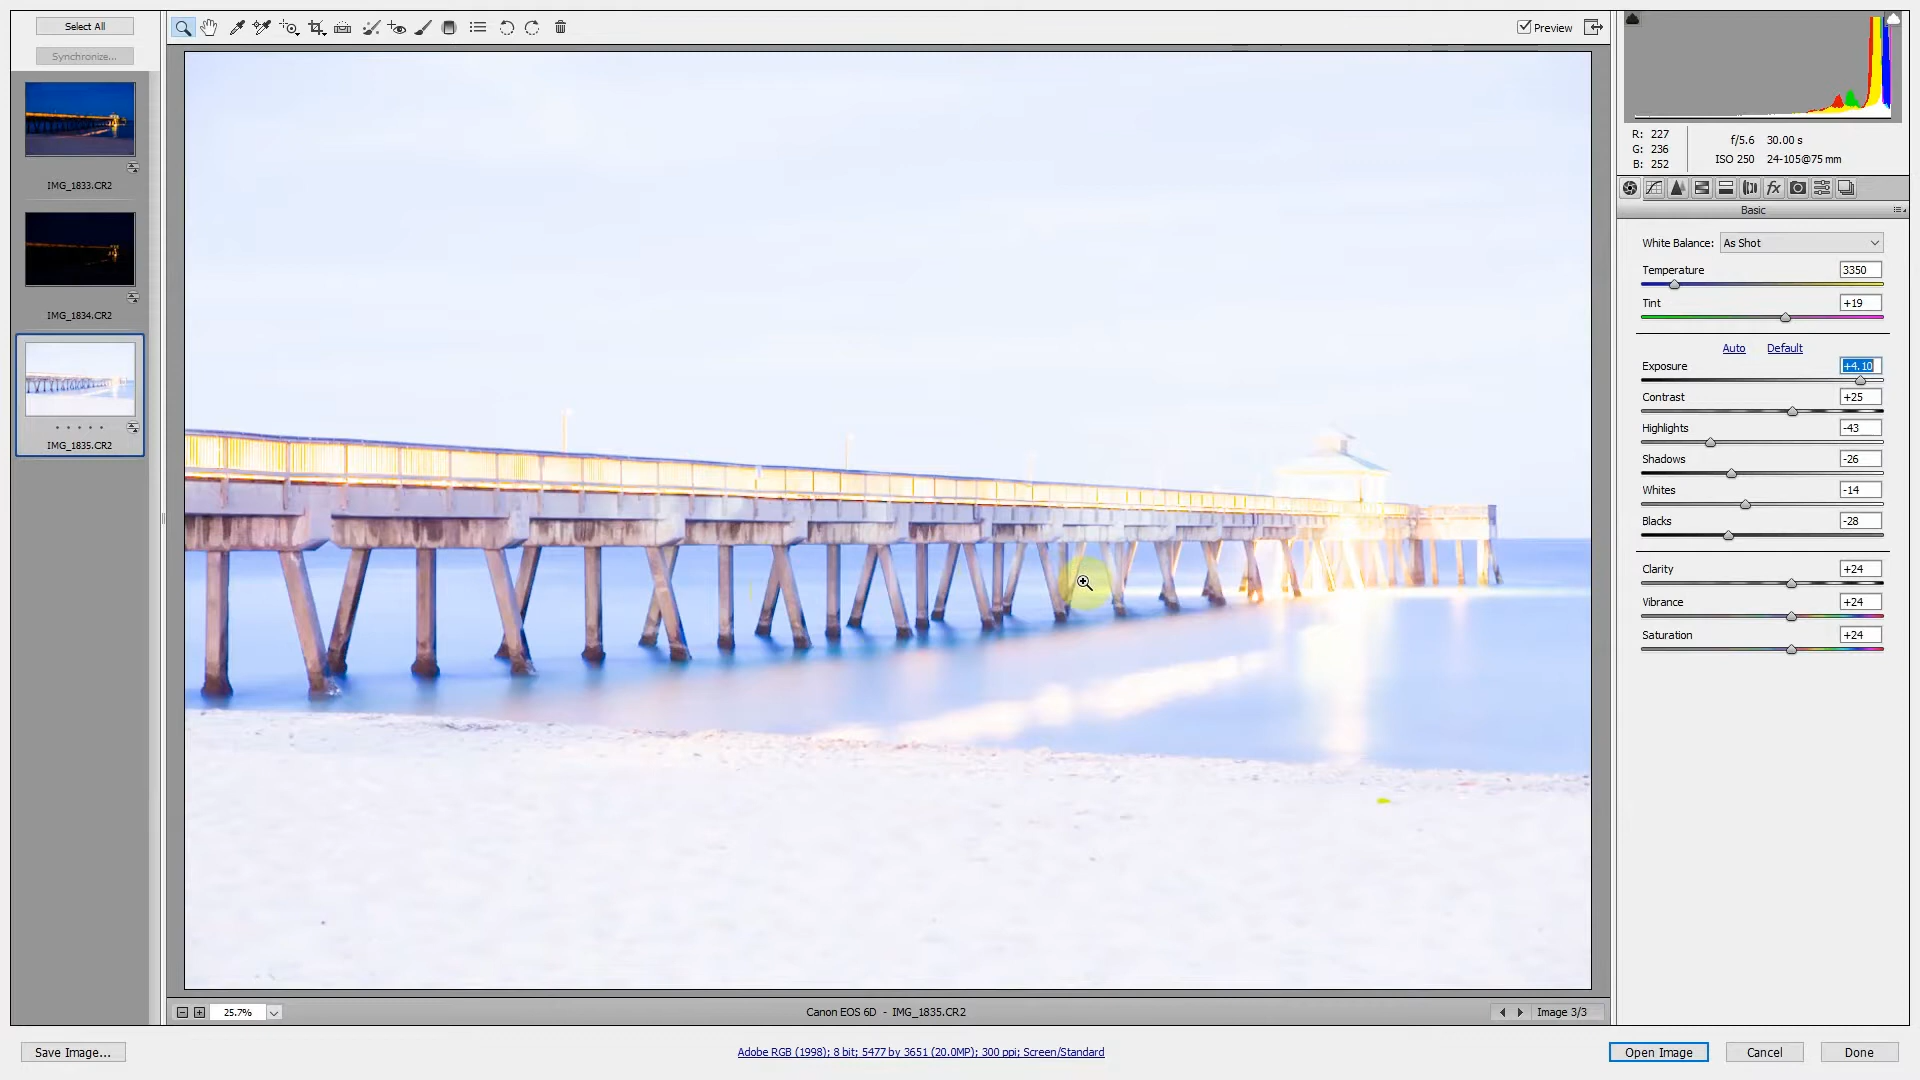 Select All
Synchronize...
IMG_1833.CR2
IMG_1834.CR2
IMG_1835.CR2
Preview
R: 227
G: 236
B: 252
f/5.6 30.00 s
ISO 250 24-105@75 mm
fx
Basic
White Balance: As Shot
Temperature 3350
Tint +19
Auto Default
Exposure +4.10
Contrast +25
Highlights -43
Shadows -26
Whites -14
Blacks -28
Clarity +24
Vibrance +24
Saturation +24
25.7%
Canon EOS 6D - IMG_1835.CR2
Image 3/3
Save Image...
Adobe RGB (1998); 8 bit; 5477 by 3651 (20.0MP); 300 ppi; Screen/Standard
Open Image
Cancel
Done